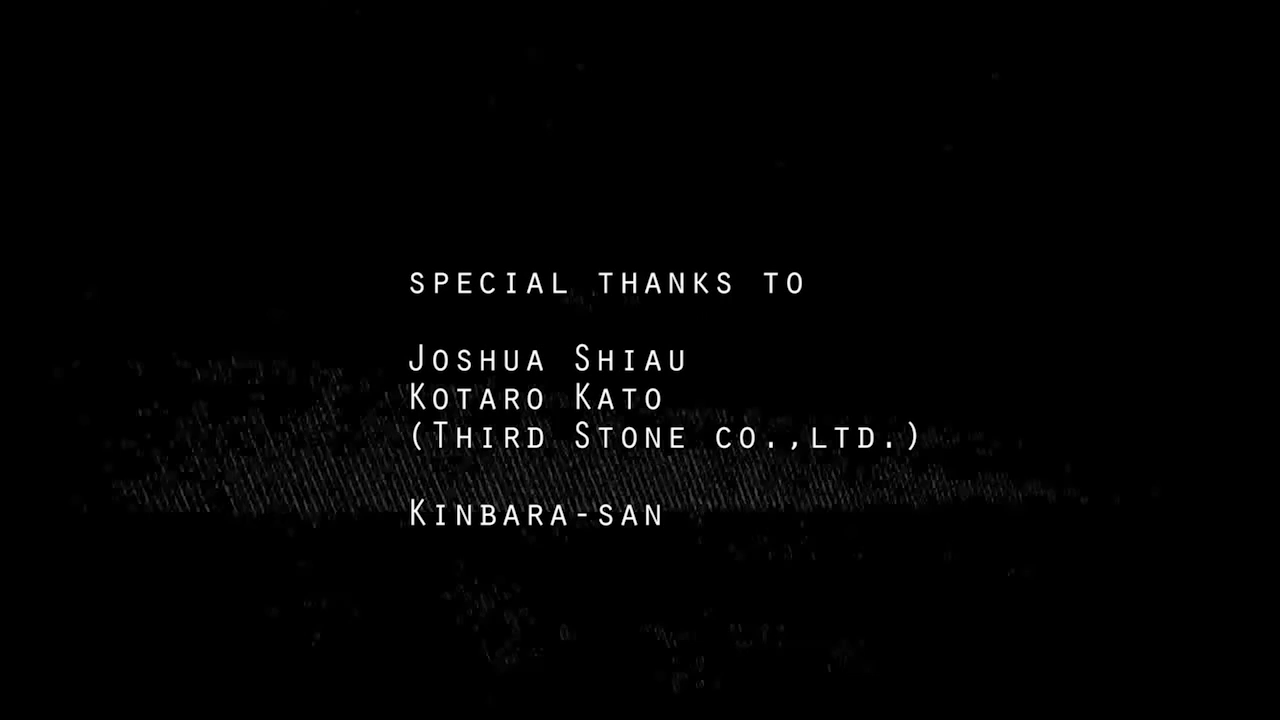 SPECIAL THANKS TO
JOSHUA SHIAU
KOTARO KATO
(THIRD STONE CO.,LTD.)
KINBARA-SAN